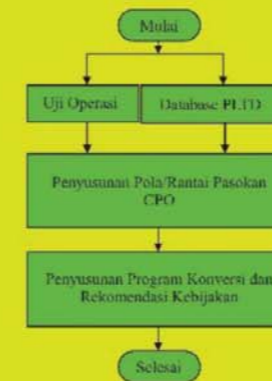 Mulai
Uji Operasi
Database PLTD
Penyusunan Pola/Rantai Pasokan
CPO
Penyusunan Program Konversi dan
Rekomendasi Kebijakan
Selesai